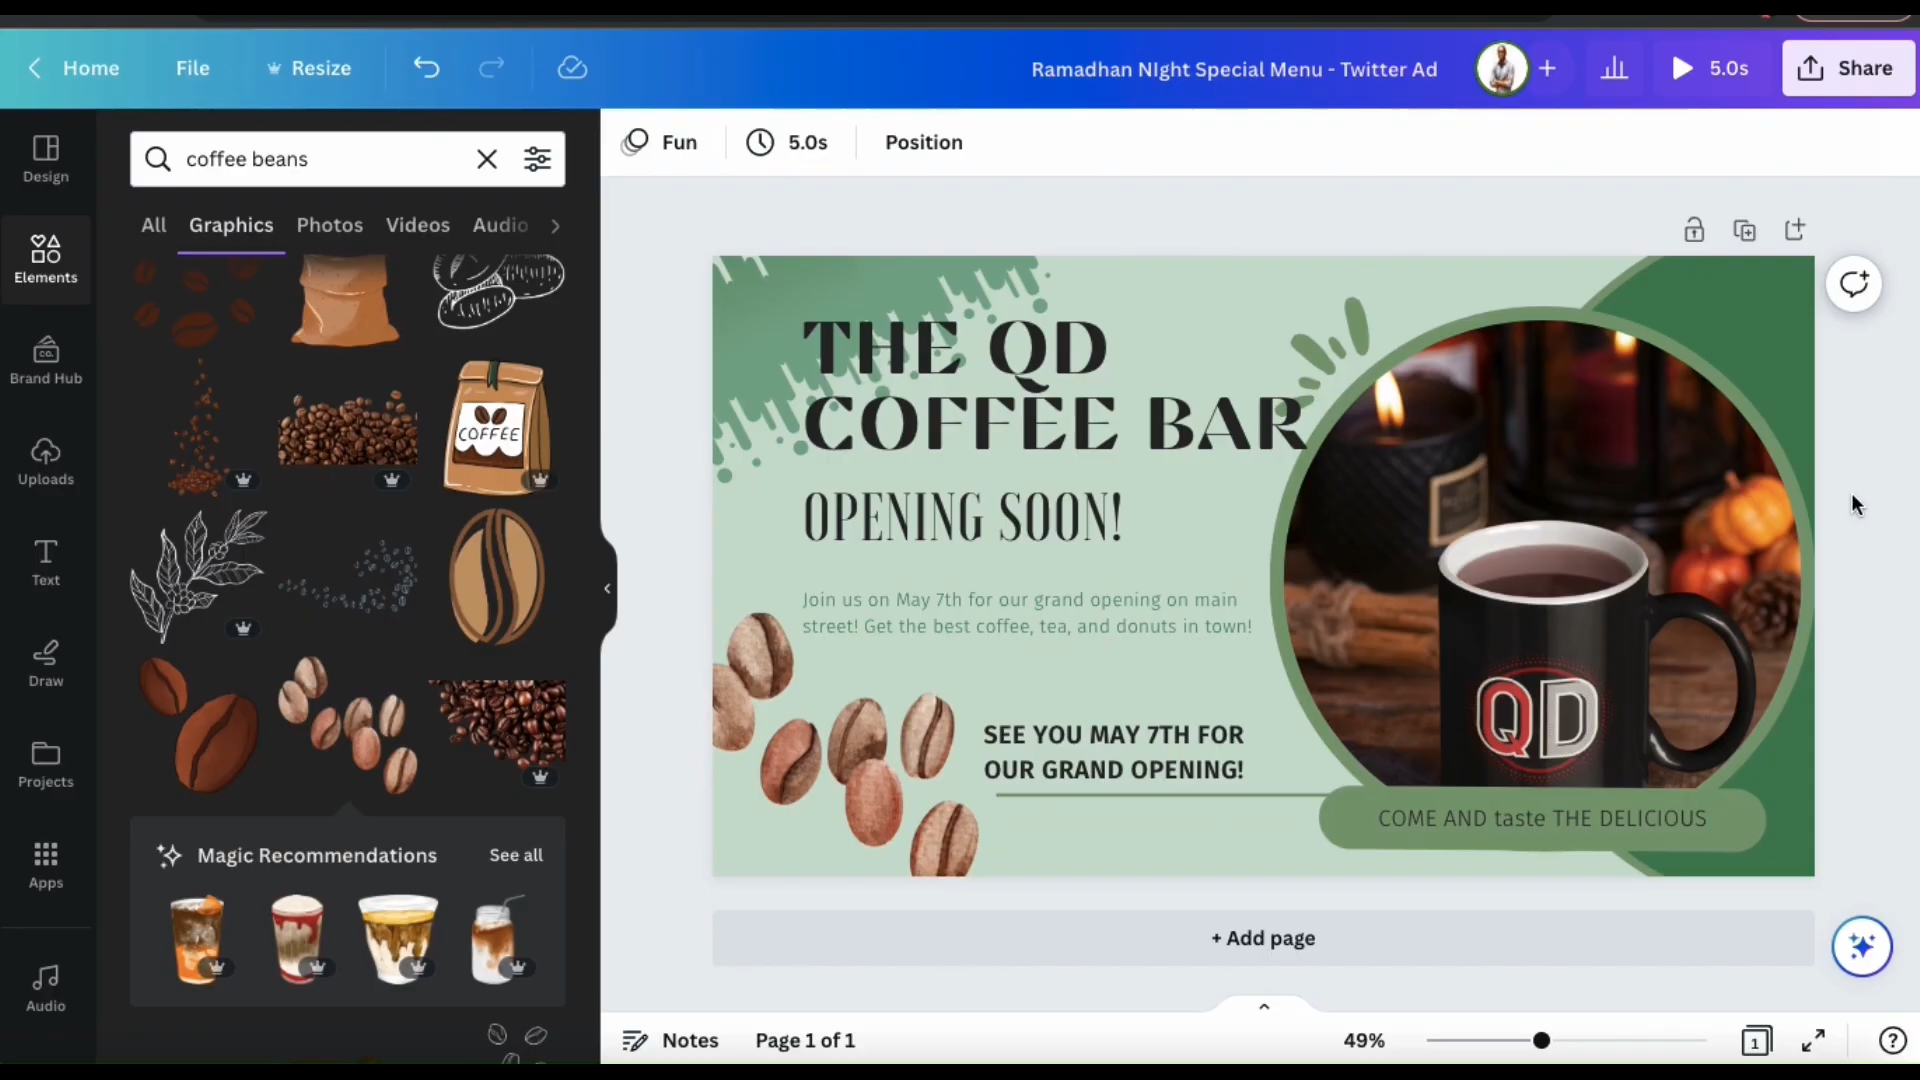 Home File Resize
Ramadhan NIght Special Menu - Twitter Ad
5.0s
Share
Design
Elements
Brand Hub
CO.
Uploads
Text
Draw
Projects
Apps
Audio
coffee beans
All Graphics Photos Videos Audio
COFFEE
Magic Recommendations See all
Fun 5.0s Position
THE QD
COFFEE BAR
OPENING SOON!
Join us on May 7th for our grand opening on main
street! Get the best coffee, tea, and donuts in town!
SEE YOU MAY 7TH FOR
OUR GRAND OPENING!
QD
COME AND taste THE DELICIOUS
+ Add page
Notes Page 1 of 1
49%
1
?